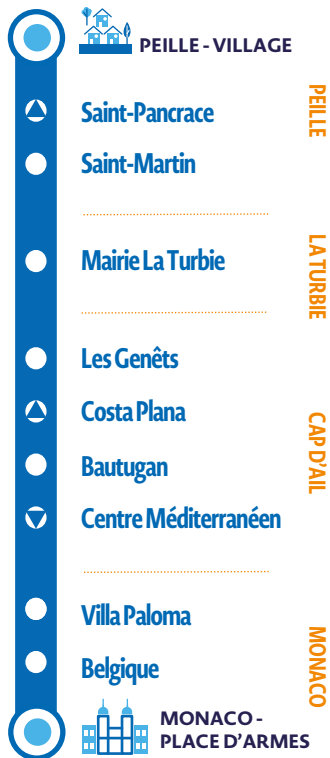 PEILLE - VILLAGE
PEILLE
Saint-Pancrace
Saint-Martin
LA TURBIE
Mairie La Turbie
CAP D'AIL
Les Genêts
Costa Plana
Bautugan
Centre Méditerranéen
MONACO
Villa Paloma
Belgique
MONACO -
PLACE D'ARMES